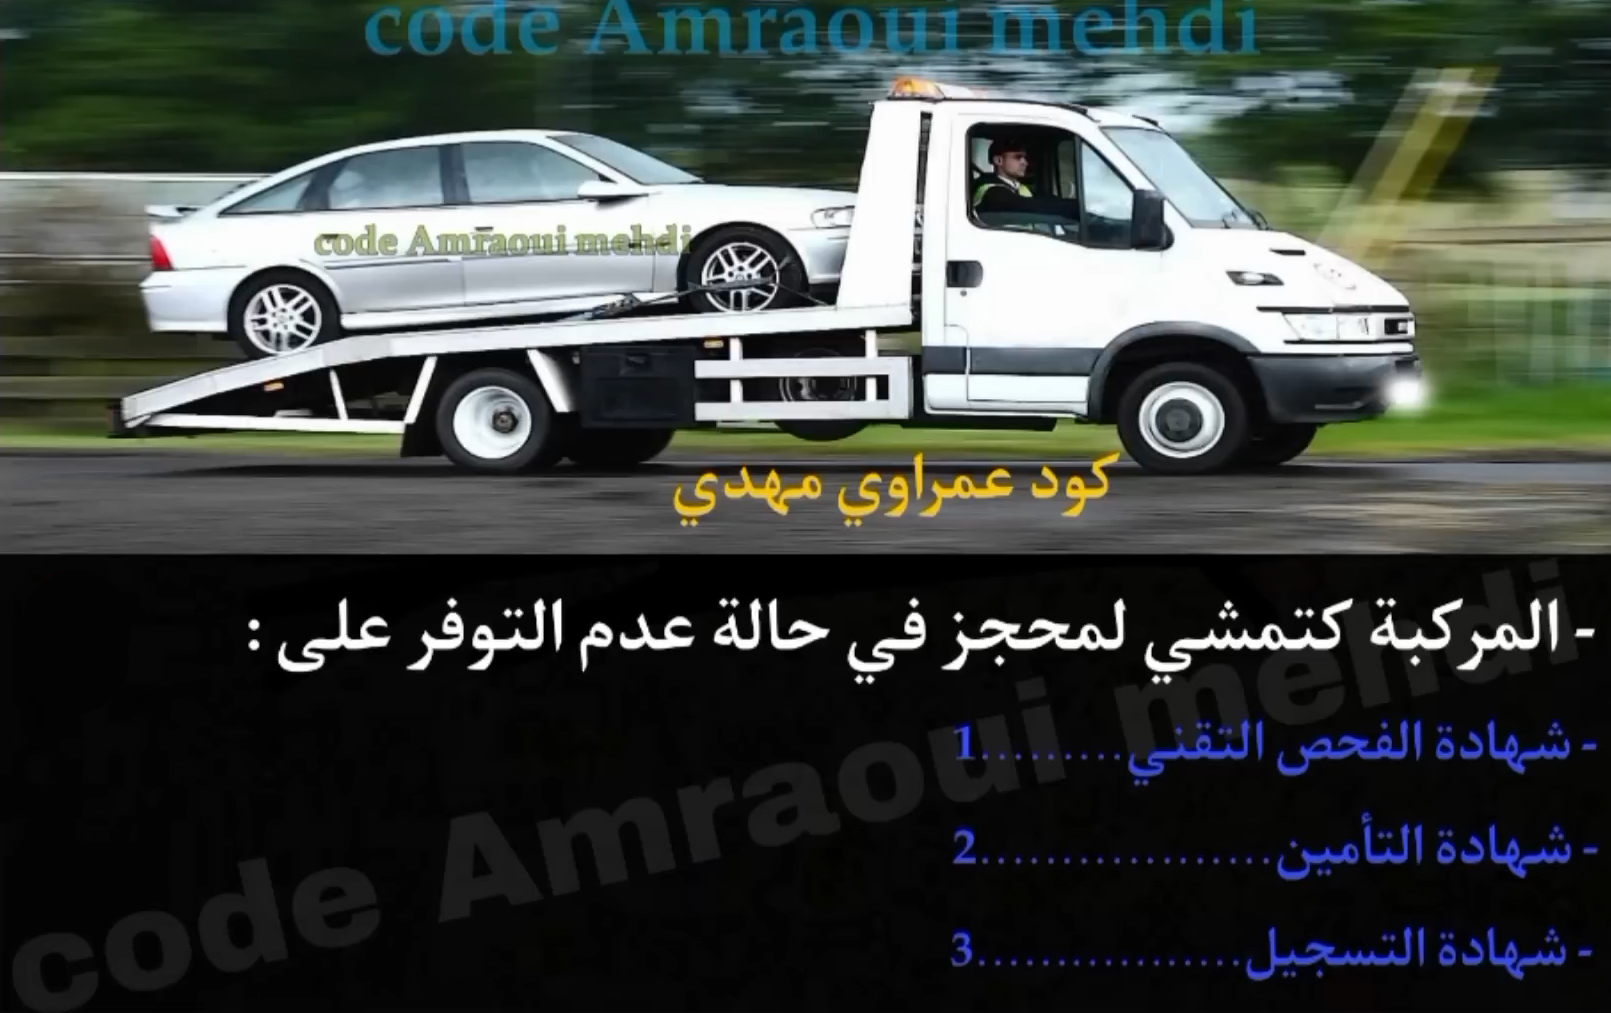 code Amraoui mehdi
code Amraoui mehdi
كود عمراوي مهدي
- المركبة كتمشي لمحجز في حالة عدم التوفر على :
- شهادة الفحص التقني.........1
- شهادة التأمين..................2
- شهادة التسجيل.................3
code Amraoui mehdi